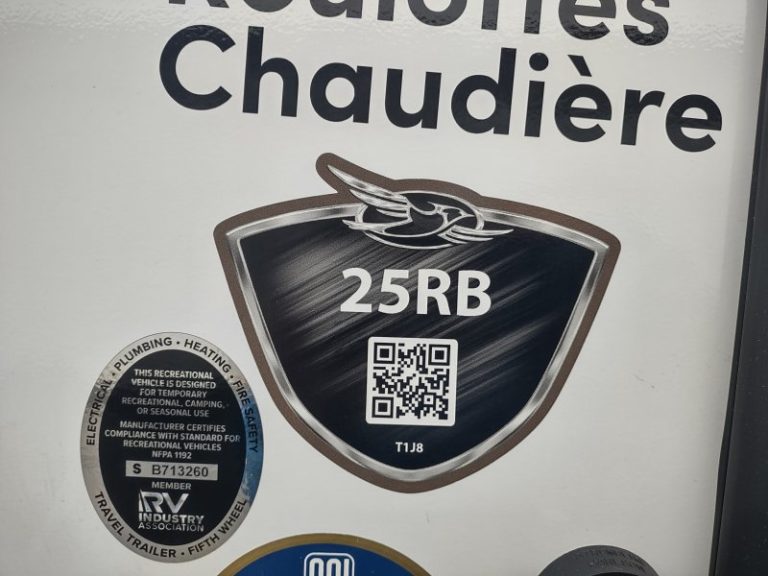 Roulottes
Chaudière
25RB
T1J8
ELECTRICAL • PLUMBING • HEATING • FIRE SAFETY
THIS RECREATIONAL
VEHICLE IS DESIGNED
FOR TEMPORARY
RECREATIONAL, CAMPING,
OR SEASONAL USE
MANUFACTURER CERTIFIES
COMPLIANCE WITH STANDARD FOR
RECREATIONAL VEHICLES
NFPA 1192
S B713260
MEMBER
RV
INDUSTRY
ASSOCIATION
TRAVEL TRAILER • FIFTH WHEEL